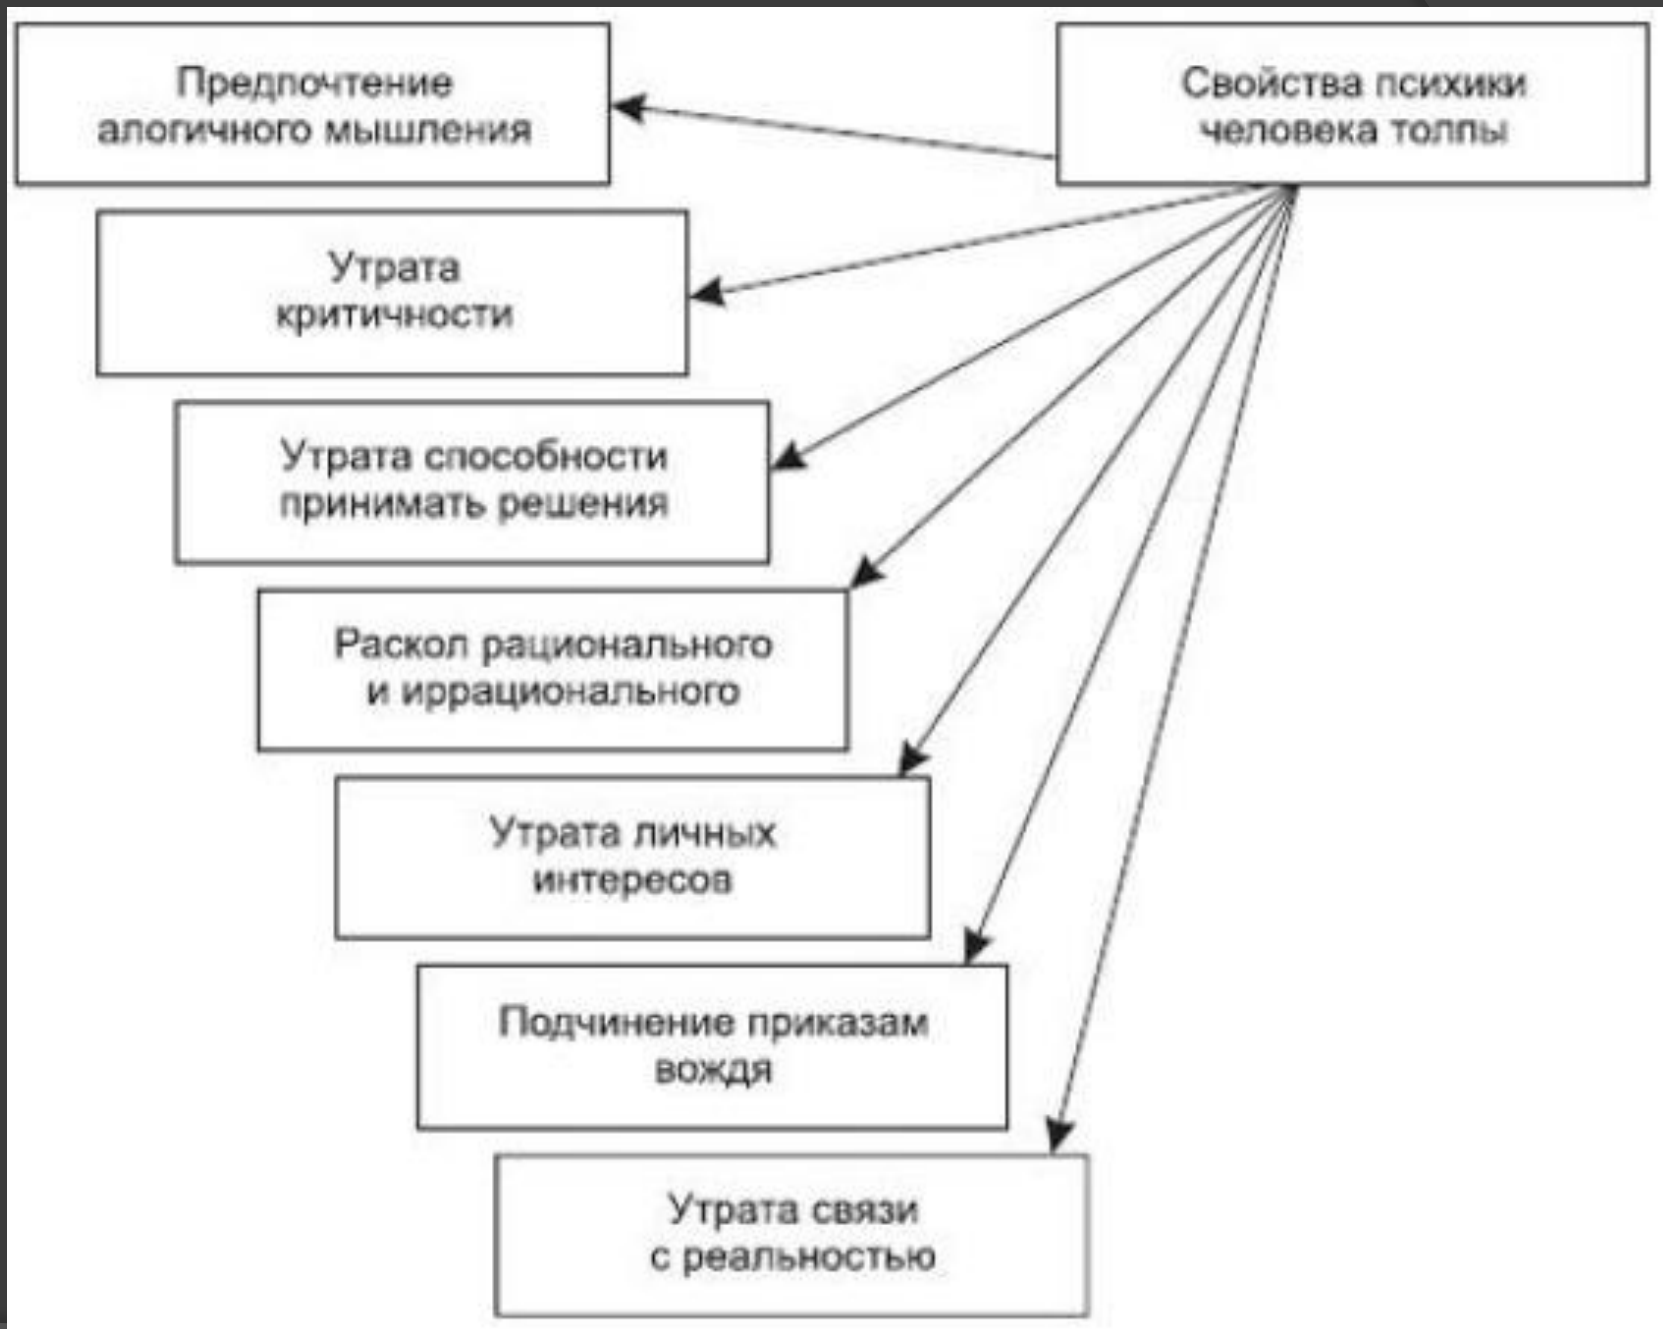 Предпочтение
алогичного мышления
Свойства психики
человека толпы
Утрата
критичности
Утрата способности
принимать решения
Раскол рационального
и иррационального
Утрата личных
интересов
Подчинение приказам
вождя
Утрата связи
с реальностью